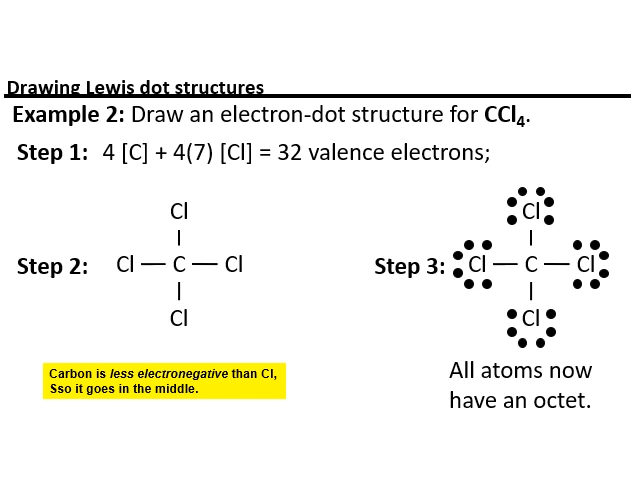 Drawing Lewis dot structures
Example 2: Draw an electron-dot structure for CCl₄.
Step 1: 4 [C] + 4(7) [Cl] = 32 valence electrons;
Step 2:
Cl
Cl — C — Cl
Cl
Step 3:
Cl
Cl — C — Cl
Cl
Carbon is less electronegative than Cl,
Sso it goes in the middle.
All atoms now
have an octet.